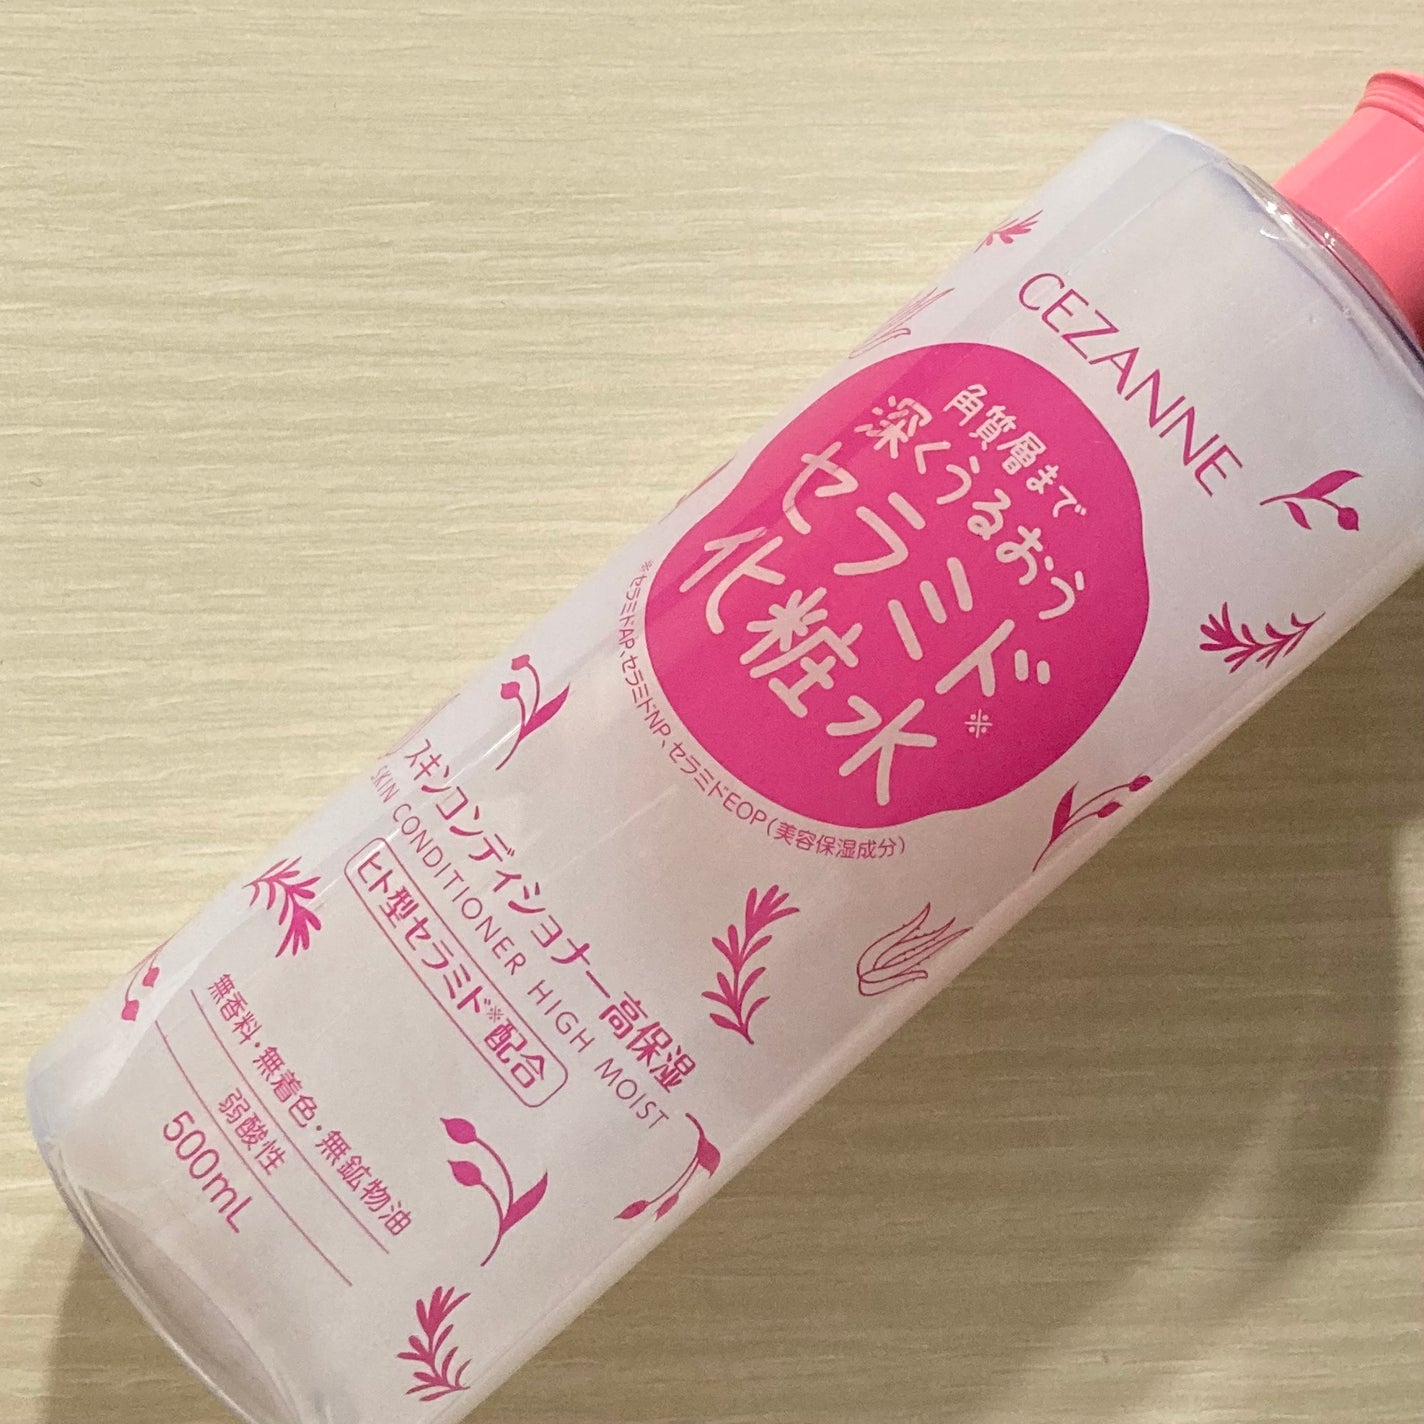 CEZANNE
角質層まで
深くうるおう
セラミド※
化粧水
※セラミドAP、セラミドNP、セラミドEOP(美容保湿成分)
スキンコンディショナー高保湿
SKIN CONDITIONER HIGH MOIST
ヒト型セラミド※配合
無香料・無着色・無鉱物油
弱酸性
500mL